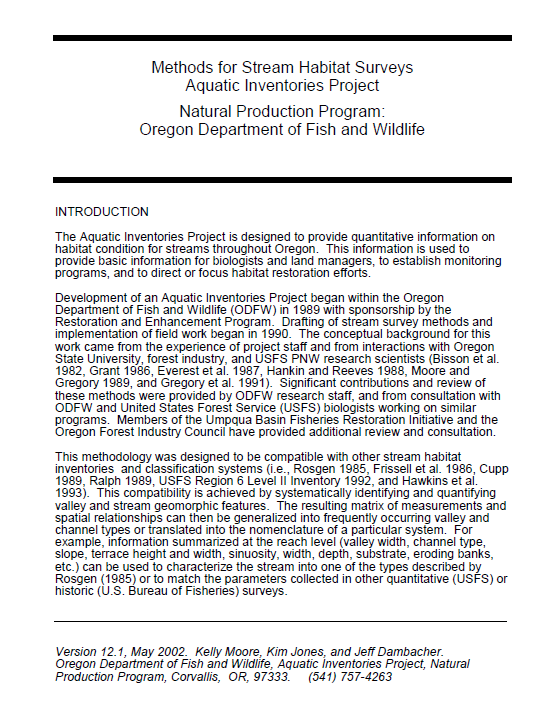 Methods for Stream Habitat Surveys
Aquatic Inventories Project
Natural Production Program:
Oregon Department of Fish and Wildlife
INTRODUCTION
The Aquatic Inventories Project is designed to provide quantitative information on
habitat condition for streams throughout Oregon. This information is used to
provide basic information for biologists and land managers, to establish monitoring
programs, and to direct or focus habitat restoration efforts.
Development of an Aquatic Inventories Project began within the Oregon
Department of Fish and Wildlife (ODFW) in 1989 with sponsorship by the
Restoration and Enhancement Program. Drafting of stream survey methods and
implementation of field work began in 1990. The conceptual background for this
work came from the experience of project staff and from interactions with Oregon
State University, forest industry, and USFS PNW research scientists (Bisson et al.
1982, Grant 1986, Everest et al. 1987, Hankin and Reeves 1988, Moore and
Gregory 1989, and Gregory et al. 1991). Significant contributions and review of
these methods were provided by ODFW research staff, and from consultation with
ODFW and United States Forest Service (USFS) biologists working on similar
programs. Members of the Umpqua Basin Fisheries Restoration Initiative and the
Oregon Forest Industry Council have provided additional review and consultation.
This methodology was designed to be compatible with other stream habitat
inventories and classification systems (i.e., Rosgen 1985, Frissell et al. 1986, Cupp
1989, Ralph 1989, USFS Region 6 Level II Inventory 1992, and Hawkins et al.
1993). This compatibility is achieved by systematically identifying and quantifying
valley and stream geomorphic features. The resulting matrix of measurements and
spatial relationships can then be generalized into frequently occurring valley and
channel types or translated into the nomenclature of a particular system. For
example, information summarized at the reach level (valley width, channel type,
slope, terrace height and width, sinuosity, width, depth, substrate, eroding banks,
etc.) can be used to characterize the stream into one of the types described by
Rosgen (1985) or to match the parameters collected in other quantitative (USFS) or
historic (U.S. Bureau of Fisheries) surveys.
Version 12.1, May 2002. Kelly Moore, Kim Jones, and Jeff Dambacher.
Oregon Department of Fish and Wildlife, Aquatic Inventories Project, Natural
Production Program, Corvallis, OR, 97333. (541) 757-4263